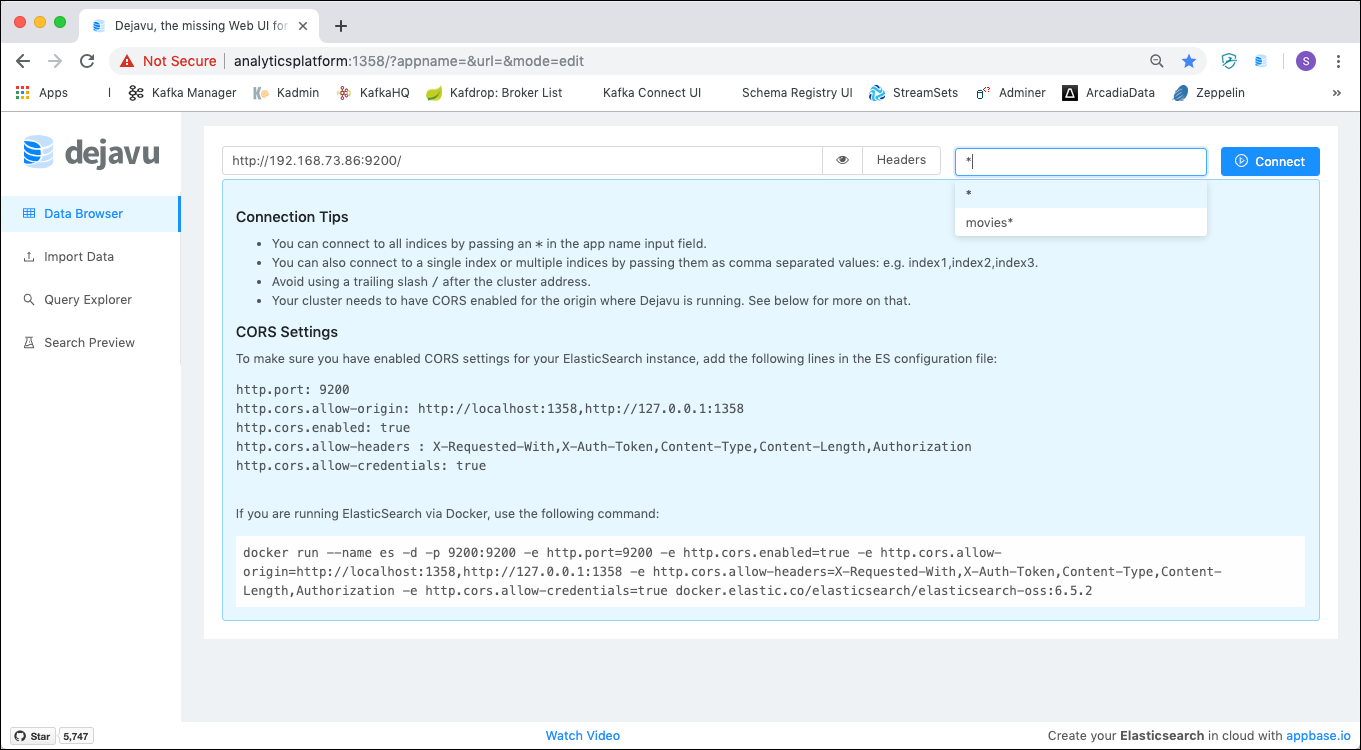 Dejavu, the missing Web UI for
Not Secure analyticsplatform:1358/?appname=&url=&mode=edit S
Apps I Kafka Manager Kadmin KafkaHQ Kafdrop: Broker List Kafka Connect UI Schema Registry UI StreamSets Adminer ArcadiaData Zeppelin »
dejavu
Data Browser
Import Data
Query Explorer
Search Preview
http://192.168.73.86:9200/ Headers * Connect
*
movies*
Connection Tips
• You can connect to all indices by passing an * in the app name input field.
• You can also connect to a single index or multiple indices by passing them as comma separated values: e.g. index1,index2,index3.
• Avoid using a trailing slash / after the cluster address.
• Your cluster needs to have CORS enabled for the origin where Dejavu is running. See below for more on that.
CORS Settings
To make sure you have enabled CORS settings for your ElasticSearch instance, add the following lines in the ES configuration file:
http.port: 9200
http.cors.allow-origin: http://localhost:1358,http://127.0.0.1:1358
http.cors.enabled: true
http.cors.allow-headers : X-Requested-With,X-Auth-Token,Content-Type,Content-Length,Authorization
http.cors.allow-credentials: true
If you are running ElasticSearch via Docker, use the following command:
docker run --name es -d -p 9200:9200 -e http.port=9200 -e http.cors.enabled=true -e http.cors.allow-
origin=http://localhost:1358,http://127.0.0.1:1358 -e http.cors.allow-headers=X-Requested-With,X-Auth-Token,Content-Type,Content-
Length,Authorization -e http.cors.allow-credentials=true docker.elastic.co/elasticsearch/elasticsearch-oss:6.5.2
Star 5,747 Watch Video Create your Elasticsearch in cloud with appbase.io